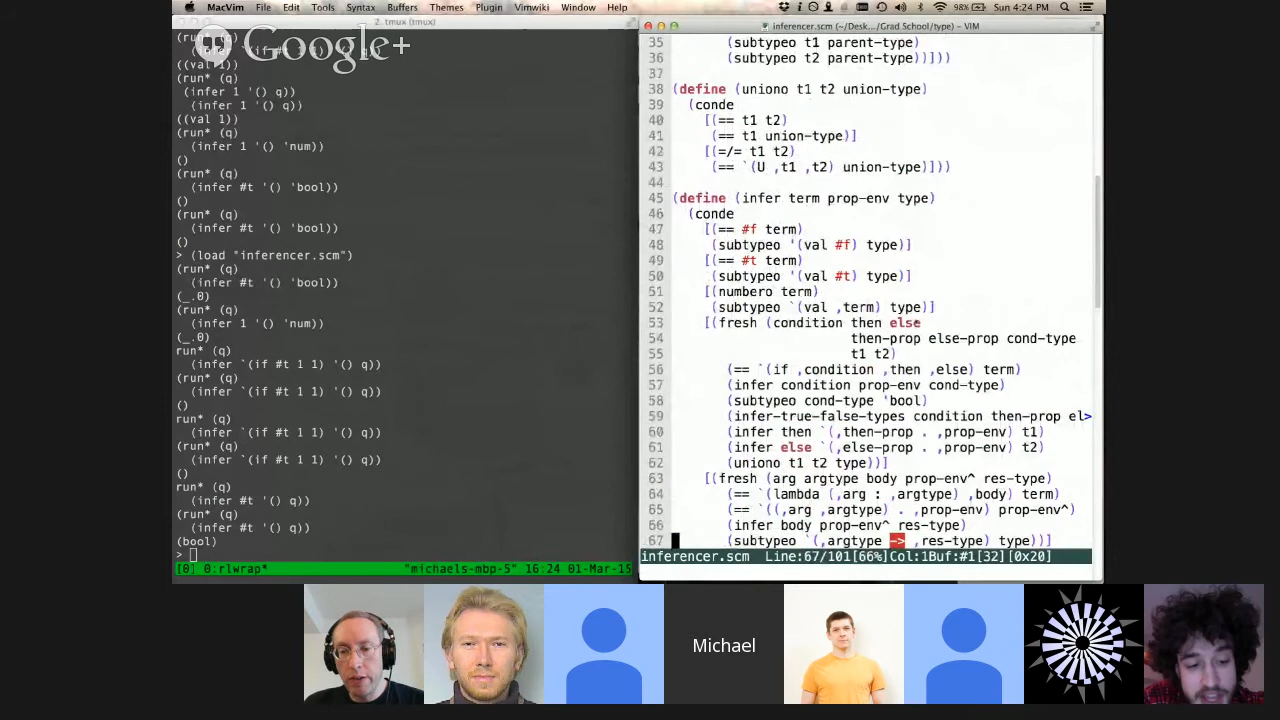 MacVim File Edit Tools Syntax Buffers Themes Plugin Vimwiki Window Help 98% Sun 4:24 PM
2. tmux (tmux)
Google+
(run* (q)
((val 1))
(run* (q)
(infer 1 '() q))
(infer 1 '() q))
((val 1))
(run* (q)
(infer 1 '() 'num))
()
(run* (q)
(infer #t '() 'bool))
()
(run* (q)
(infer #t '() 'bool))
()
> (load "inferencer.scm")
(run* (q)
(infer #t '() 'bool))
(_.0)
(run* (q)
(infer 1 '() 'num))
(_.0)
run* (q)
(infer `(if #t 1 1) '() q))
(run* (q)
(infer `(if #t 1 1) '() q))
()
run* (q)
(infer `(if #t 1 1) '() q))
(run* (q)
(infer `(if #t 1 1) '() q))
()
run* (q)
(infer #t '() q))
(run* (q)
(infer #t '() q))
(bool)
>
[0] 0:rlwrap* "michaels-mbp-5" 16:24 01-Mar-15
inferencer.scm (~/Desk.../Grad School/type) – VIM
35 (subtypeo t1 parent-type)
36 (subtypeo t2 parent-type))]))
37
38 (define (uniono t1 t2 union-type)
39 (conde
40 [(== t1 t2)
41 (== t1 union-type)]
42 [(=/= t1 t2)
43 (== `(U ,t1 ,t2) union-type)]))
44
45 (define (infer term prop-env type)
46 (conde
47 [(== #f term)
48 (subtypeo '(val #f) type)]
49 [(== #t term)
50 (subtypeo '(val #t) type)]
51 [(numbero term)
52 (subtypeo `(val ,term) type)]
53 [(fresh (condition then else
54 then-prop else-prop cond-type
55 t1 t2)
56 (== `(if ,condition ,then ,else) term)
57 (infer condition prop-env cond-type)
58 (subtypeo cond-type 'bool)
59 (infer-true-false-types condition then-prop el>
60 (infer then `(,then-prop . ,prop-env) t1)
61 (infer else `(,else-prop . ,prop-env) t2)
62 (uniono t1 t2 type))]
63 [(fresh (arg argtype body prop-env^ res-type)
64 (== `(lambda (,arg : ,argtype) ,body) term)
65 (== `((,arg ,argtype) . ,prop-env) prop-env^)
66 (infer body prop-env^ res-type)
67 (subtypeo `(,argtype -> ,res-type) type))]
inferencer.scm Line:67/101[66%]Col:1Buf:#1[32][0x20]
Michael